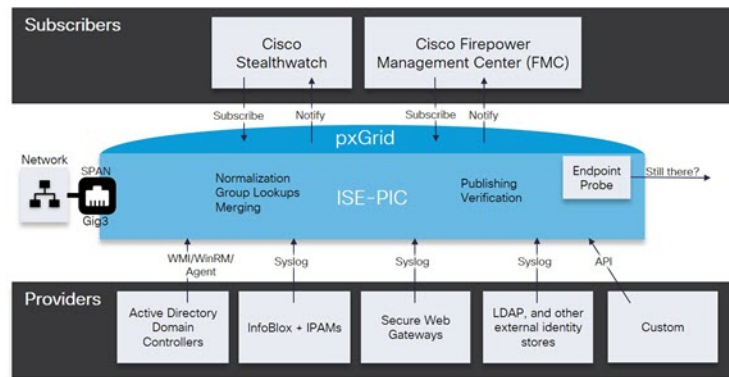 Subscribers
Cisco
Stealthwatch
Cisco Firepower
Management Center (FMC)
Subscribe
Notify
Subscribe
Notify
pxGrid
Network
SPAN
Gig3
Normalization
Group Lookups
Merging
ISE-PIC
Publishing
Verification
Endpoint
Probe
Still there?
WMI/WinRM/
Agent
Syslog
Syslog
Syslog
API
Providers
Active Directory
Domain
Controllers
InfoBlox + IPAMs
Secure Web
Gateways
LDAP, and other
external identity
stores
Custom